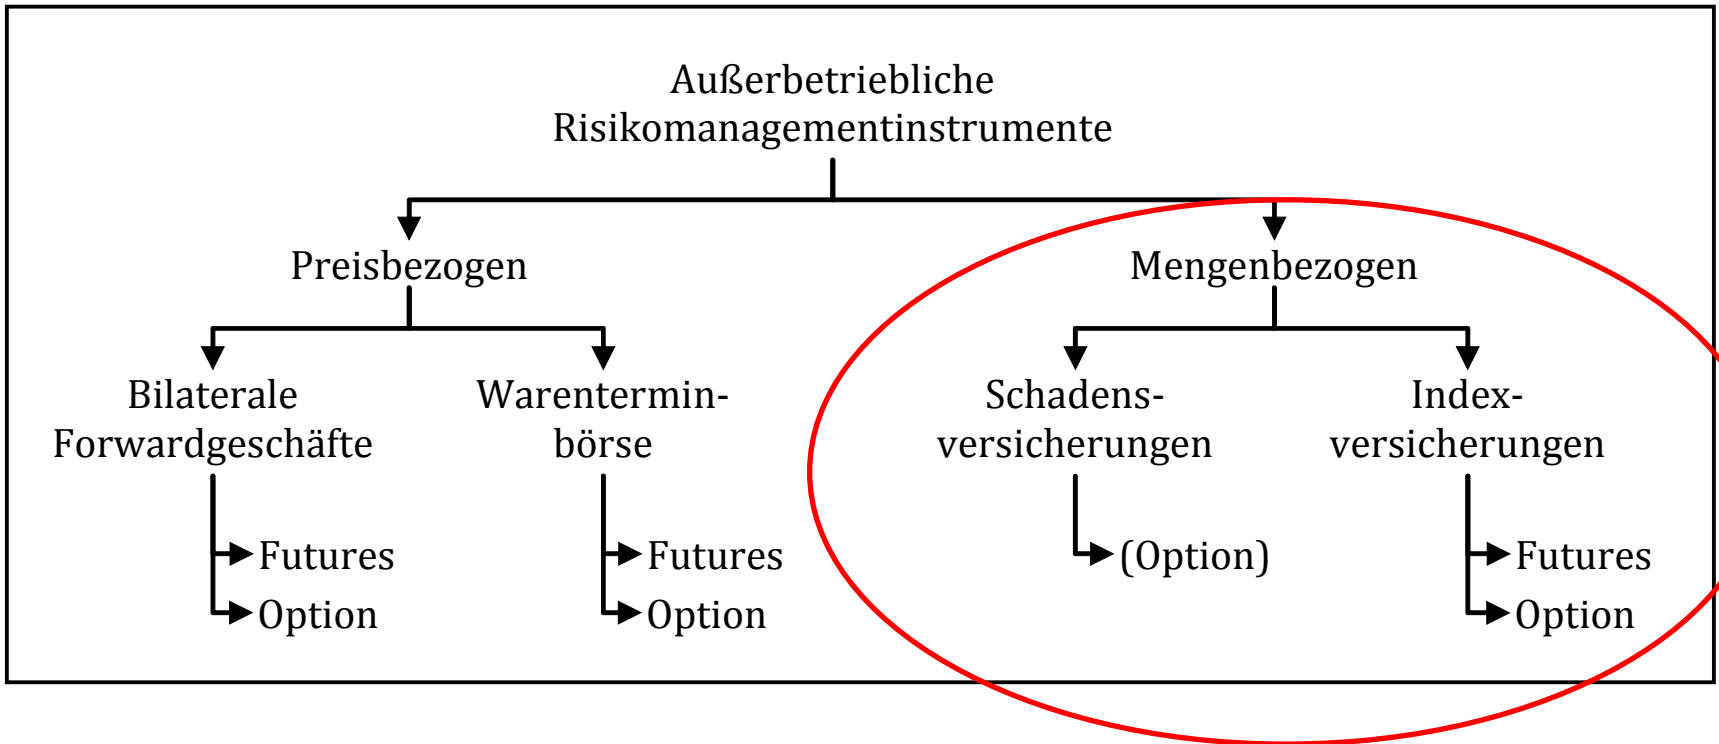 Außerbetriebliche
Risikomanagementinstrumente
Preisbezogen
Mengenbezogen
Bilaterale
Forwardgeschäfte
Warentermin-
börse
Schadens-
versicherungen
Index-
versicherungen
Futures
Option
Futures
Option
(Option)
Futures
Option